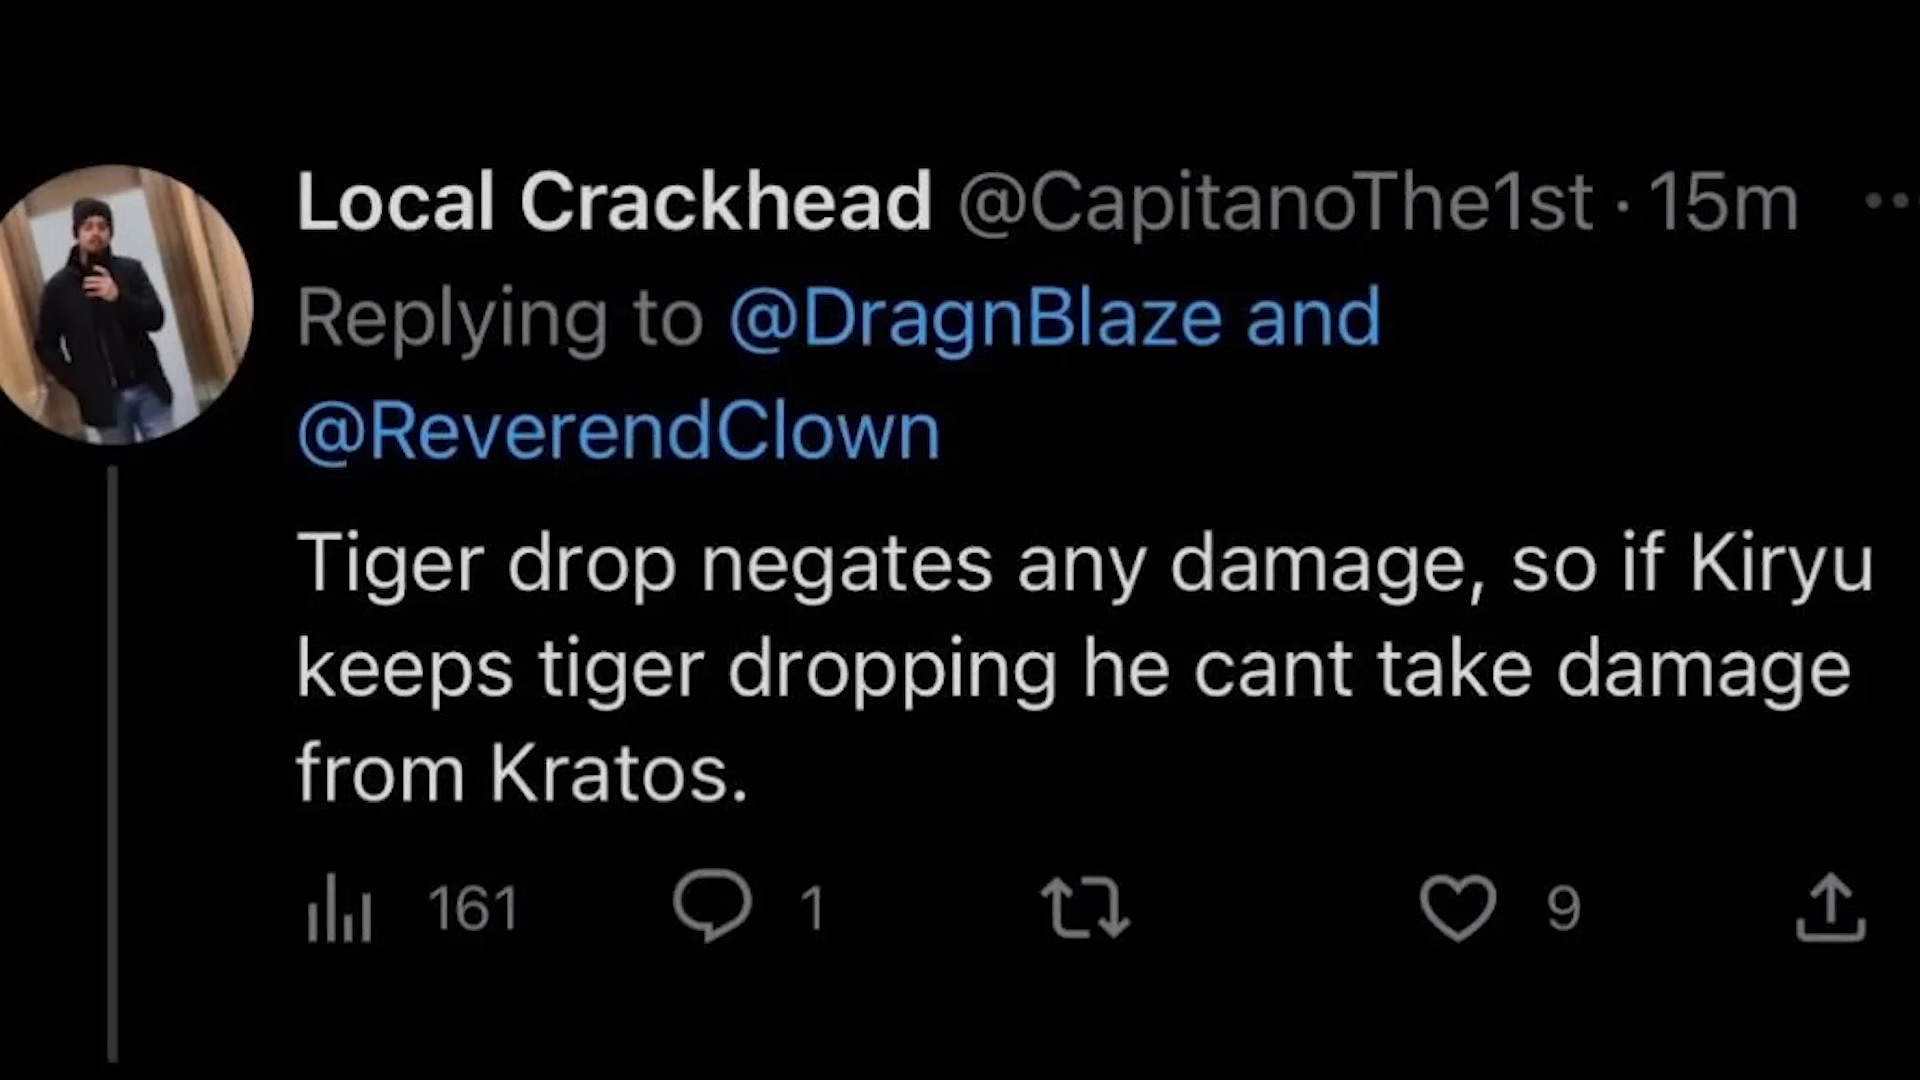 Local Crackhead @CapitanoThe1st · 15m
Replying to @DragnBlaze and
@ReverendClown
Tiger drop negates any damage, so if Kiryu
keeps tiger dropping he cant take damage
from Kratos.
161 1 9